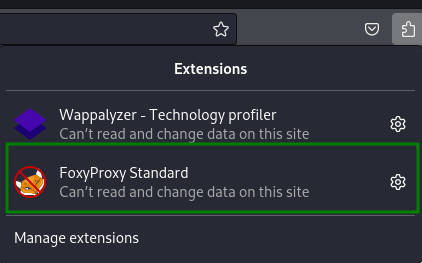 Extensions
Wappalyzer - Technology profiler
Can't read and change data on this site
FoxyProxy Standard
Can't read and change data on this site
Manage extensions